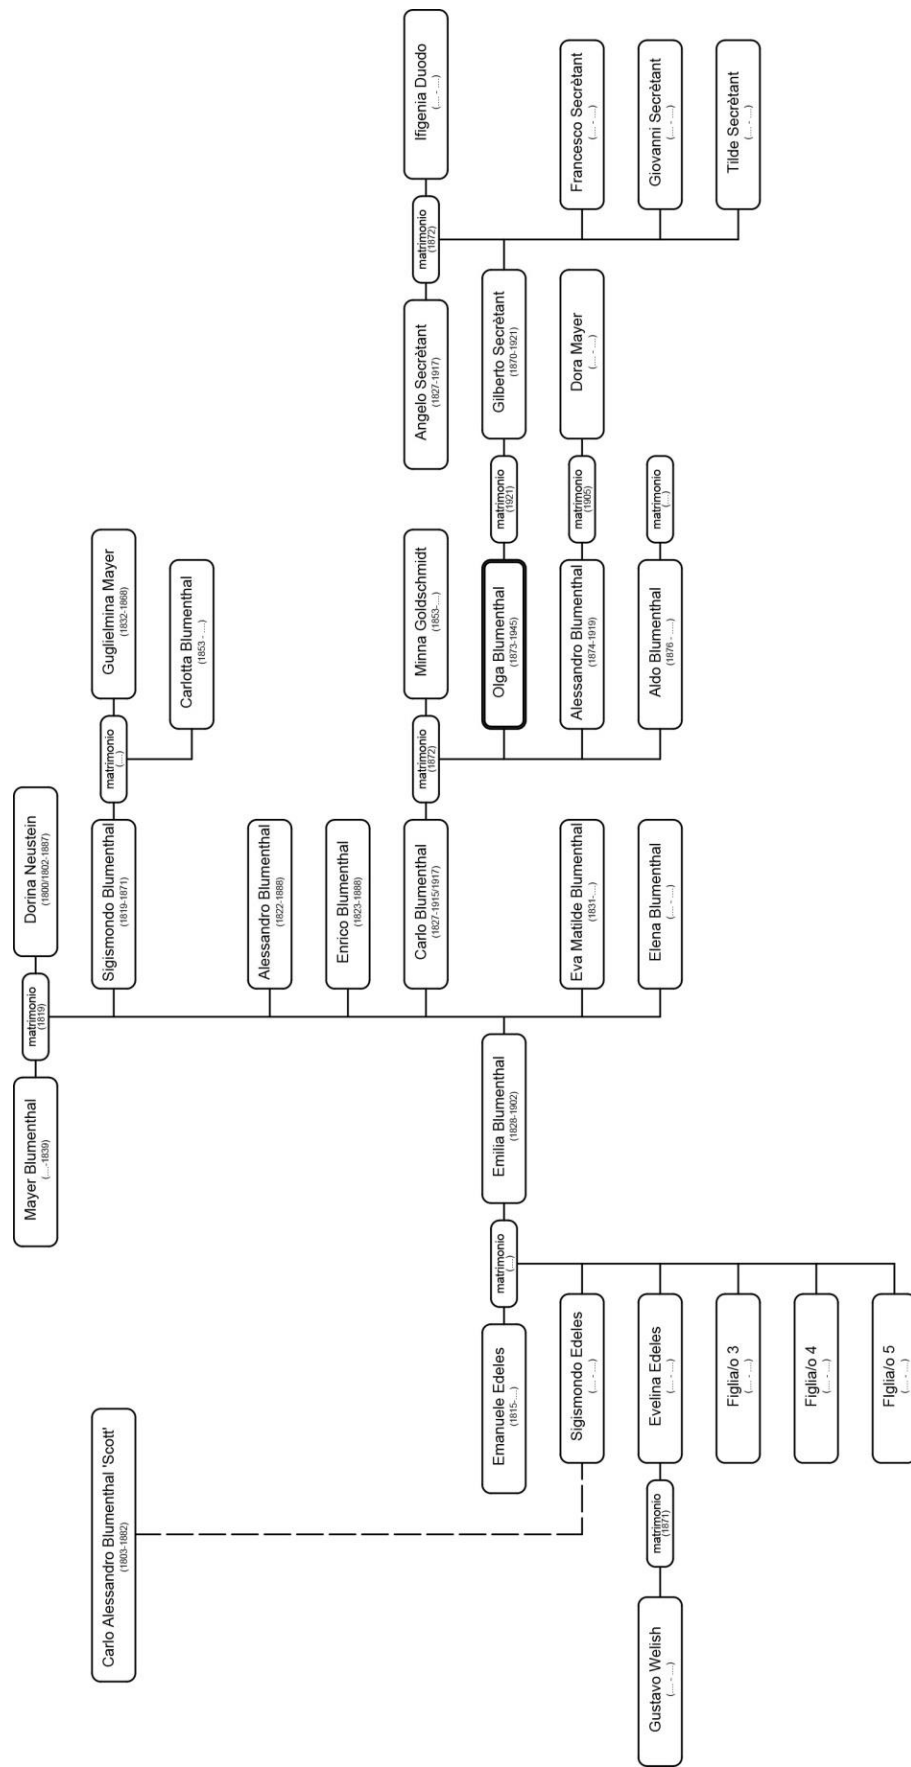 Mayer Blumenthal
(....-1839)
matrimonio
(1819)
Dorina Neustein
(1800/1802-1887)
Carlo Alessandro Blumenthal 'Scott'
(1803-1882)
Sigismondo Blumenthal
(1819-1871)
matrimonio
(....)
Guglielmina Mayer
(1832-1868)
Carlotta Blumenthal
(1853 - ....)
Alessandro Blumenthal
(1822-1888)
Enrico Blumenthal
(1823-1888)
Carlo Blumenthal
(1827-1915/1917)
matrimonio
(1872)
Minna Goldschmidt
(1853-....)
Angelo Secrètant
(1827-1917)
matrimonio
(1872)
Ifigenia Duodo
(.... - ....)
Emanuele Edeles
(1815-....)
matrimonio
(....)
Emilia Blumenthal
(1828-1902)
Olga Blumenthal
(1873-1945)
matrimonio
(1921)
Gilberto Secrètant
(1870-1921)
Sigismondo Edeles
(.... - ....)
Eva Matilde Blumenthal
(1831-....)
Alessandro Blumenthal
(1874-1919)
matrimonio
(1905)
Dora Mayer
(.... - ....)
Francesco Secrètant
(.... - ....)
Gustavo Welish
(.... - ....)
matrimonio
(1871)
Evelina Edeles
(.... - ....)
Elena Blumenthal
(.... - ....)
Aldo Blumenthal
(1876 - ....)
matrimonio
(....)
Giovanni Secrètant
(.... - ....)
Figlia/o 3
(.... - ....)
Tilde Secrètant
(.... - ....)
Figlia/o 4
(.... - ....)
FIglia/o 5
(.... - ....)